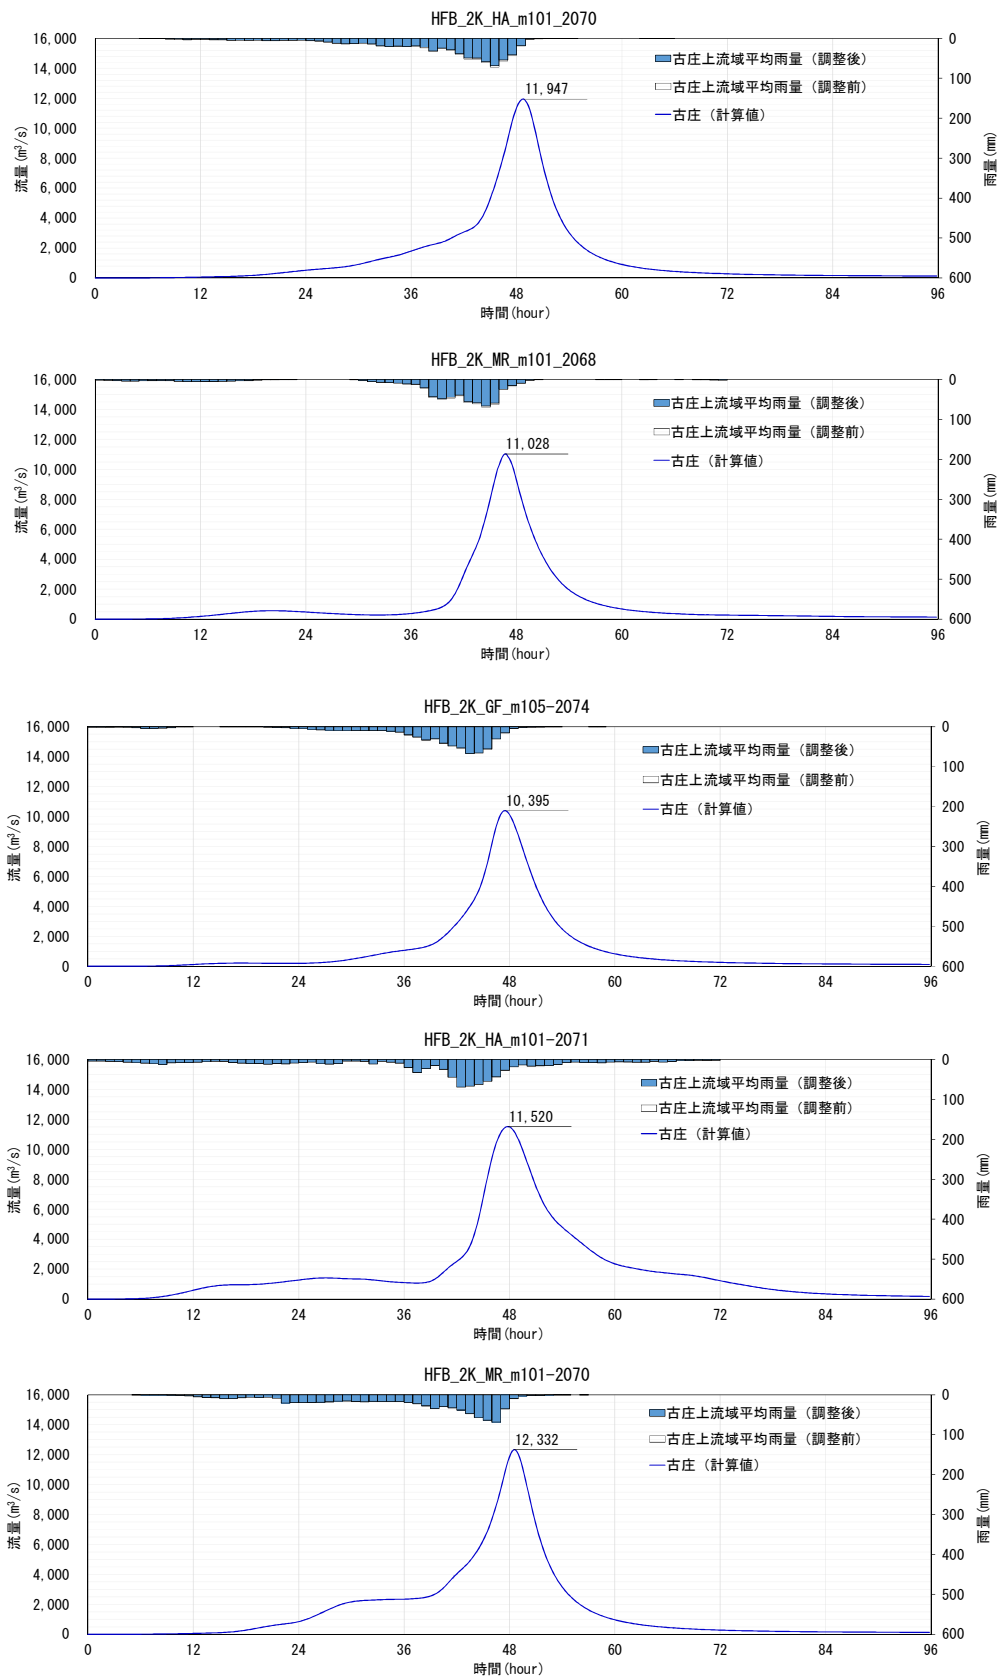 HFB_2K_HA_m101_2070
16,000
14,000
12,000
10,000
8,000
6,000
4,000
2,000
0
流量(m³/s)
0
100
200
300
400
500
600
雨量(mm)
古庄上流域平均雨量（調整後）
古庄上流域平均雨量（調整前）
古庄（計算値）
11,947
0 12 24 36 48 60 72 84 96
時間(hour)
HFB_2K_MR_m101_2068
16,000
14,000
12,000
10,000
8,000
6,000
4,000
2,000
0
流量(m³/s)
0
100
200
300
400
500
600
雨量(mm)
古庄上流域平均雨量（調整後）
古庄上流域平均雨量（調整前）
古庄（計算値）
11,028
0 12 24 36 48 60 72 84 96
時間(hour)
HFB_2K_GF_m105-2074
16,000
14,000
12,000
10,000
8,000
6,000
4,000
2,000
0
流量(m³/s)
0
100
200
300
400
500
600
雨量(mm)
古庄上流域平均雨量（調整後）
古庄上流域平均雨量（調整前）
古庄（計算値）
10,395
0 12 24 36 48 60 72 84 96
時間(hour)
HFB_2K_HA_m101-2071
16,000
14,000
12,000
10,000
8,000
6,000
4,000
2,000
0
流量(m³/s)
0
100
200
300
400
500
600
雨量(mm)
古庄上流域平均雨量（調整後）
古庄上流域平均雨量（調整前）
古庄（計算値）
11,520
0 12 24 36 48 60 72 84 96
時間(hour)
HFB_2K_MR_m101-2070
16,000
14,000
12,000
10,000
8,000
6,000
4,000
2,000
0
流量(m³/s)
0
100
200
300
400
500
600
雨量(mm)
古庄上流域平均雨量（調整後）
古庄上流域平均雨量（調整前）
古庄（計算値）
12,332
0 12 24 36 48 60 72 84 96
時間(hour)